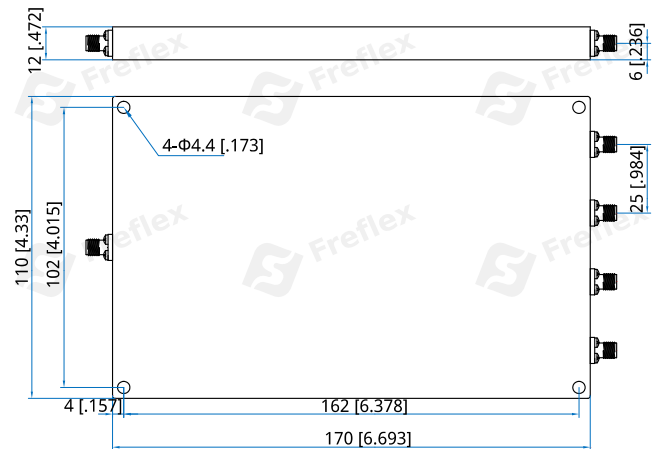 12 [.472]
6 [.236]
Freflex
Freflex
Freflex
4-Φ4.4 [.173]
25 [.984]
110 [4.33]
102 [4.015]
Freflex
Freflex
Freflex
4 [.157]
162 [6.378]
170 [6.693]